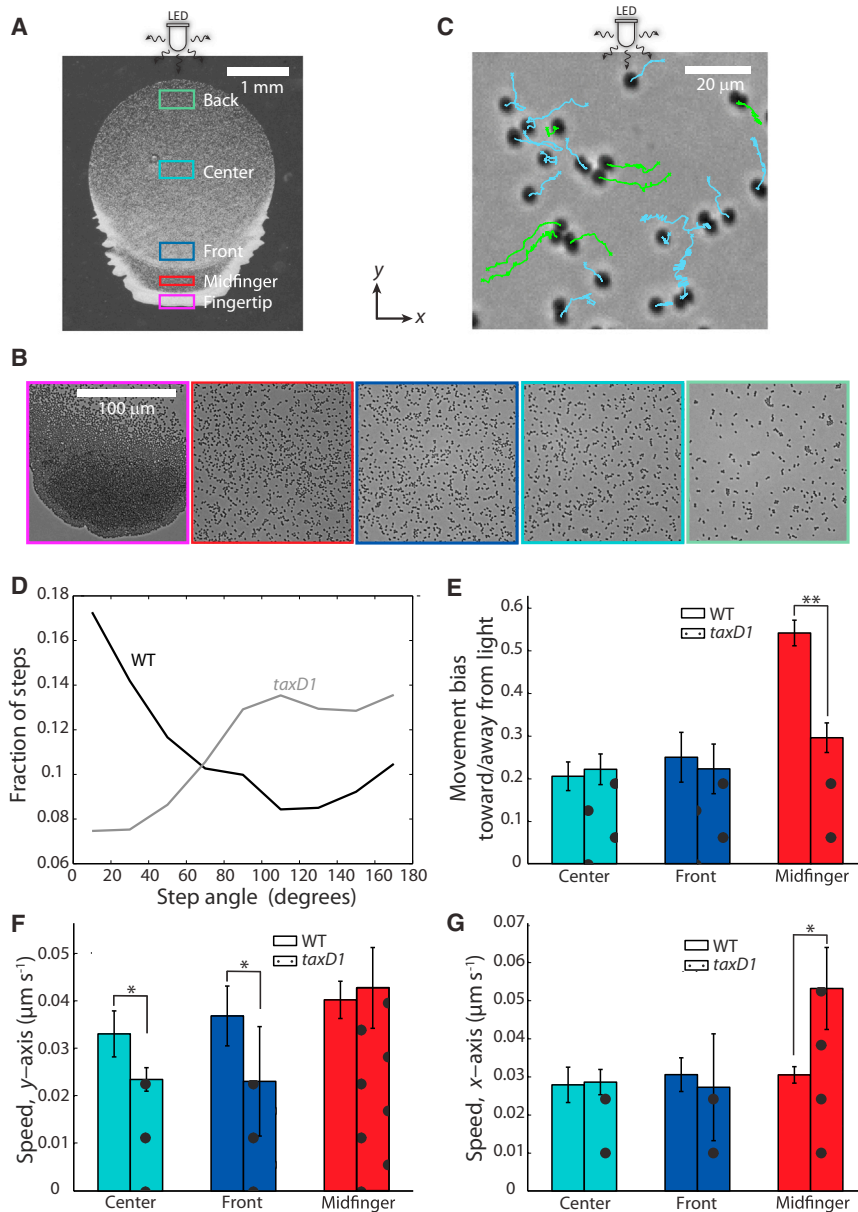 A
LED
1 mm
Back
Center
Front
Midfinger
Fingertip
y
x
C
LED
20 µm
B
100 µm
D
0.18
0.16
0.14
0.12
0.1
0.08
0.06
0 20 40 60 80 100 120 140 160 180
Fraction of steps
Step angle (degrees)
WT
taxD1
E
0.6
0.5
0.4
0.3
0.2
0.1
0
Movement bias
toward/away from light
WT
taxD1
**
Center Front Midfinger
F
0.05
0.04
0.03
0.02
0.01
0
Speed, y–axis (µm s⁻¹)
WT
taxD1
*
*
Center Front Midfinger
G
0.07
0.06
0.05
0.04
0.03
0.02
0.01
0
Speed, x–axis (µm s⁻¹)
WT
taxD1
*
Center Front Midfinger